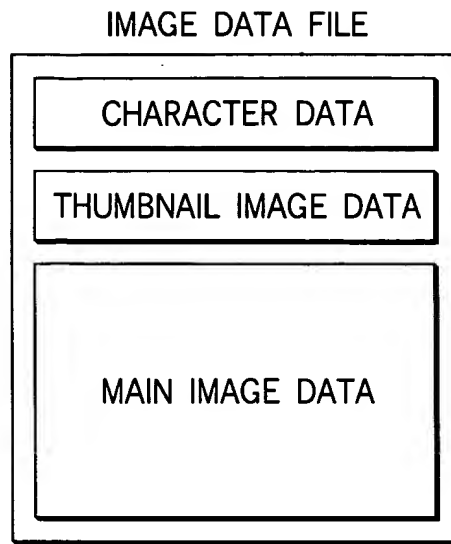 IMAGE DATA FILE
CHARACTER DATA
THUMBNAIL IMAGE DATA
MAIN IMAGE DATA